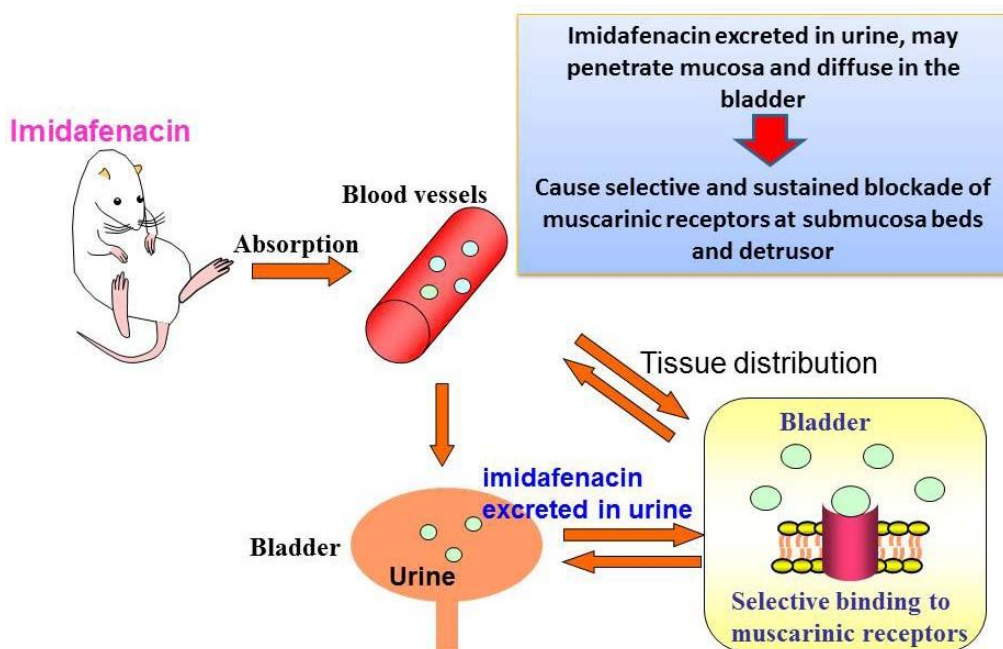 Imidafenacin excreted in urine, may
penetrate mucosa and diffuse in the
bladder
Cause selective and sustained blockade of
muscarinic receptors at submucosa beds
and detrusor
Imidafenacin
Absorption
Blood vessels
Tissue distribution
Bladder
Urine
imidafenacin
excreted in urine
Bladder
Selective binding to
muscarinic receptors